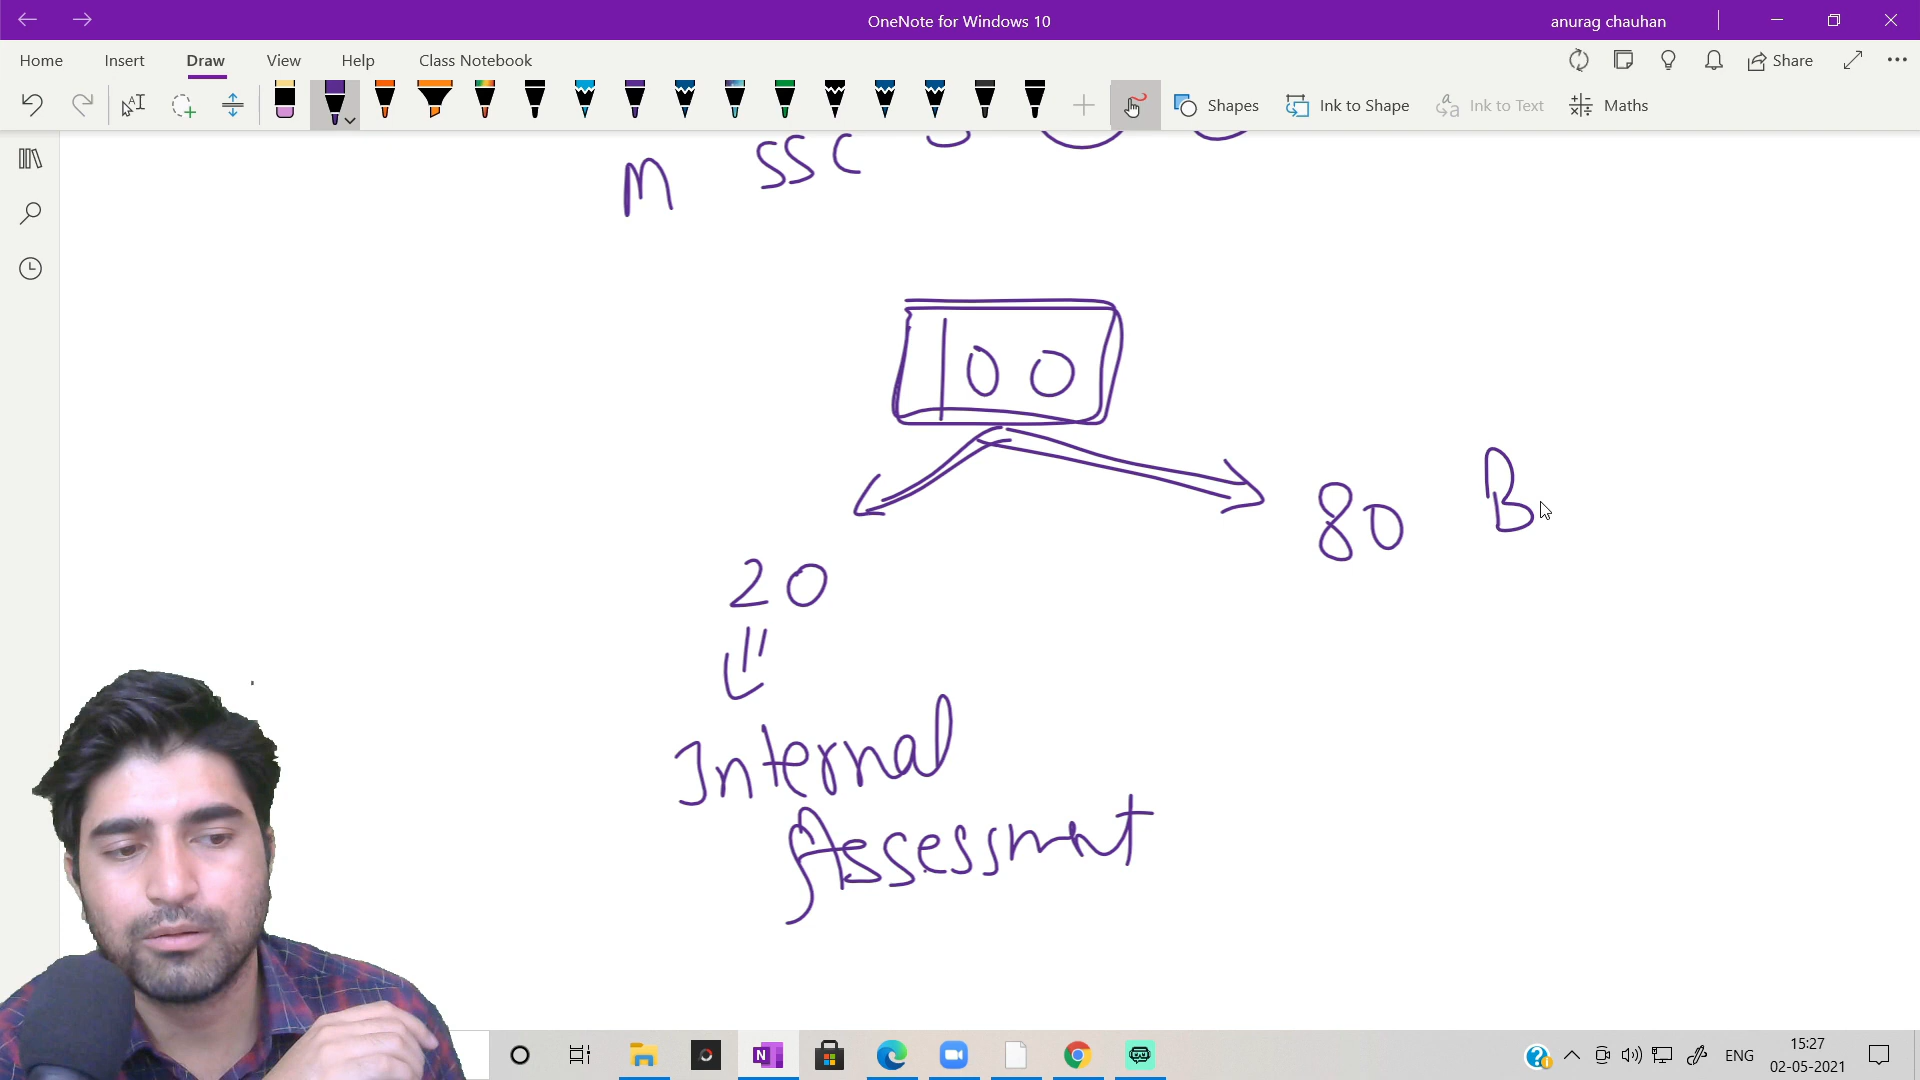 OneNote for Windows 10
anurag chauhan
Home Insert Draw View Help Class Notebook
Share
Shapes Ink to Shape Ink to Text Maths
M SSC
100
80 B
20
Internal
Assessment
ENG
15:27
02-05-2021